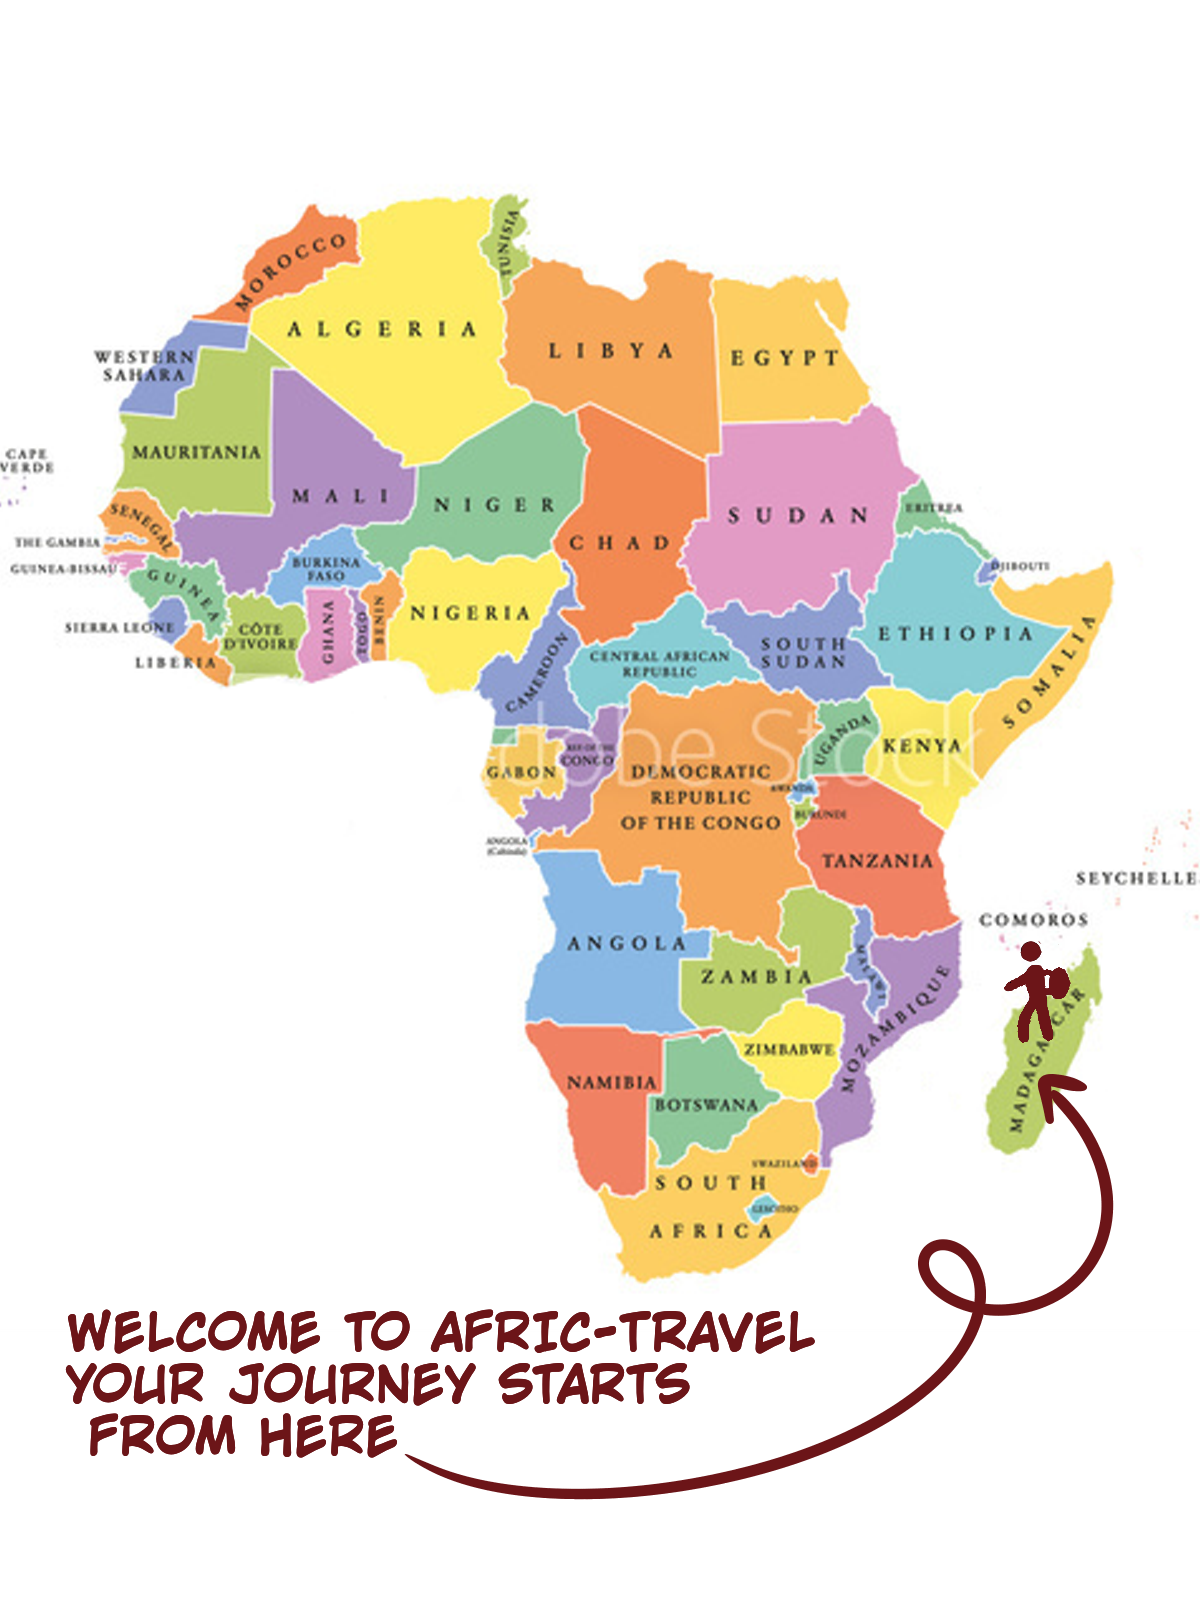 TUNISIA
MOROCCO
ALGERIA
LIBYA
EGYPT
WESTERN
SAHARA
MAURITANIA
CAPE
VERDE
MALI
NIGER
CHAD
SUDAN
ERITREA
SENEGAL
THE GAMBIA
GUINEA-BISSAU
GUINEA
BURKINA
FASO
DJIBOUTI
SIERRA LEONE
LIBERIA
CÔTE
D'IVOIRE
GHANA
TOGO
BENIN
NIGERIA
CAMEROON
CENTRAL AFRICAN
REPUBLIC
SOUTH
SUDAN
ETHIOPIA
SOMALIA
Adobe Stock
GABON
REP. OF THE
CONGO
DEMOCRATIC
REPUBLIC
OF THE CONGO
UGANDA
KENYA
RWANDA
BURUNDI
TANZANIA
ANGOLA
(Cabinda)
SEYCHELLE
COMOROS
ANGOLA
ZAMBIA
MALAWI
MOZAMBIQUE
MADAGASCAR
NAMIBIA
BOTSWANA
ZIMBABWE
SWAZILAND
LESOTHO
SOUTH
AFRICA
WELCOME TO AFRIC-TRAVEL
YOUR JOURNEY STARTS
FROM HERE